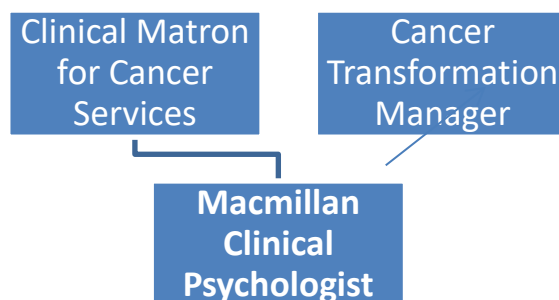 Clinical Matron
for Cancer
Services
Cancer
Transformation
Manager
Macmillan
Clinical
Psychologist